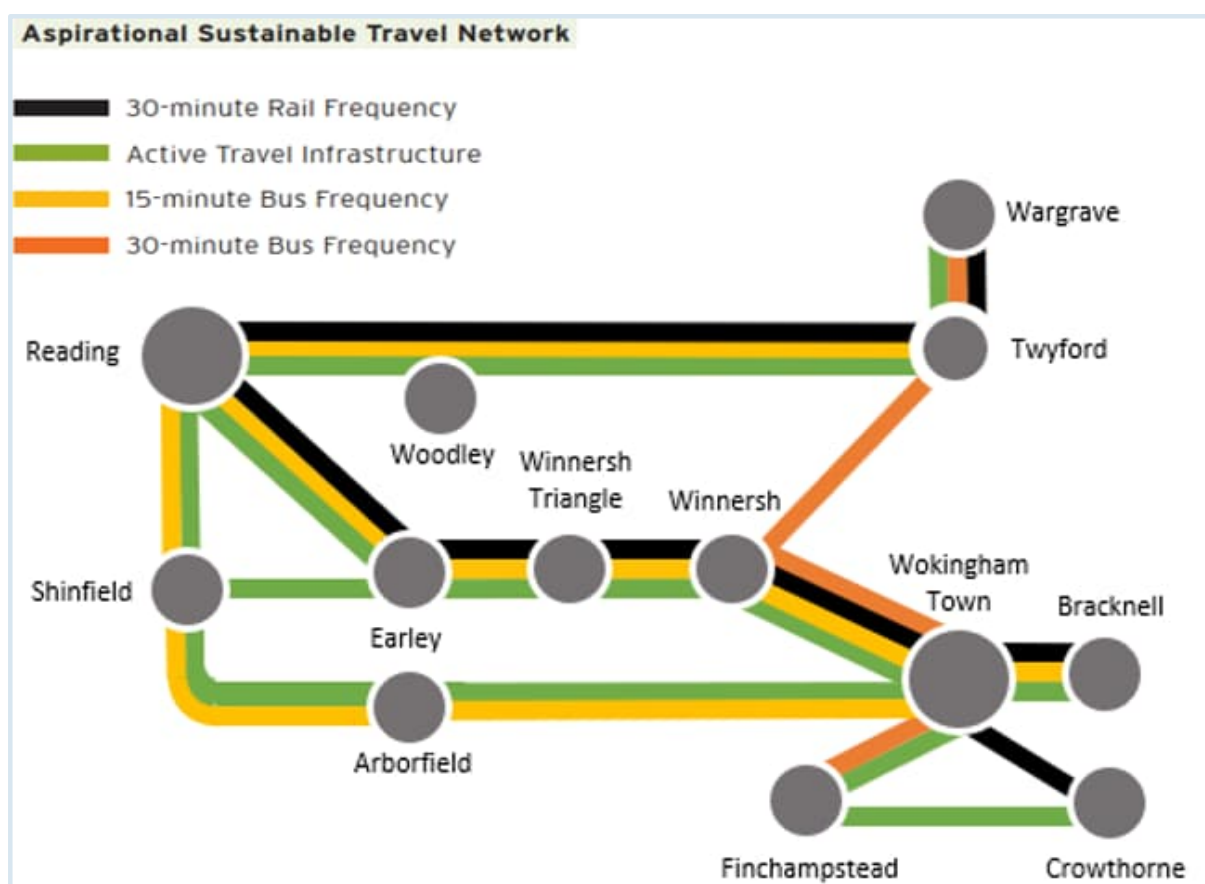 Aspirational Sustainable Travel Network
30-minute Rail Frequency
Active Travel Infrastructure
15-minute Bus Frequency
30-minute Bus Frequency
Wargrave
Reading
Twyford
Woodley
Winnersh
Triangle
Winnersh
Wokingham
Town
Bracknell
Shinfield
Earley
Arborfield
Finchampstead
Crowthorne